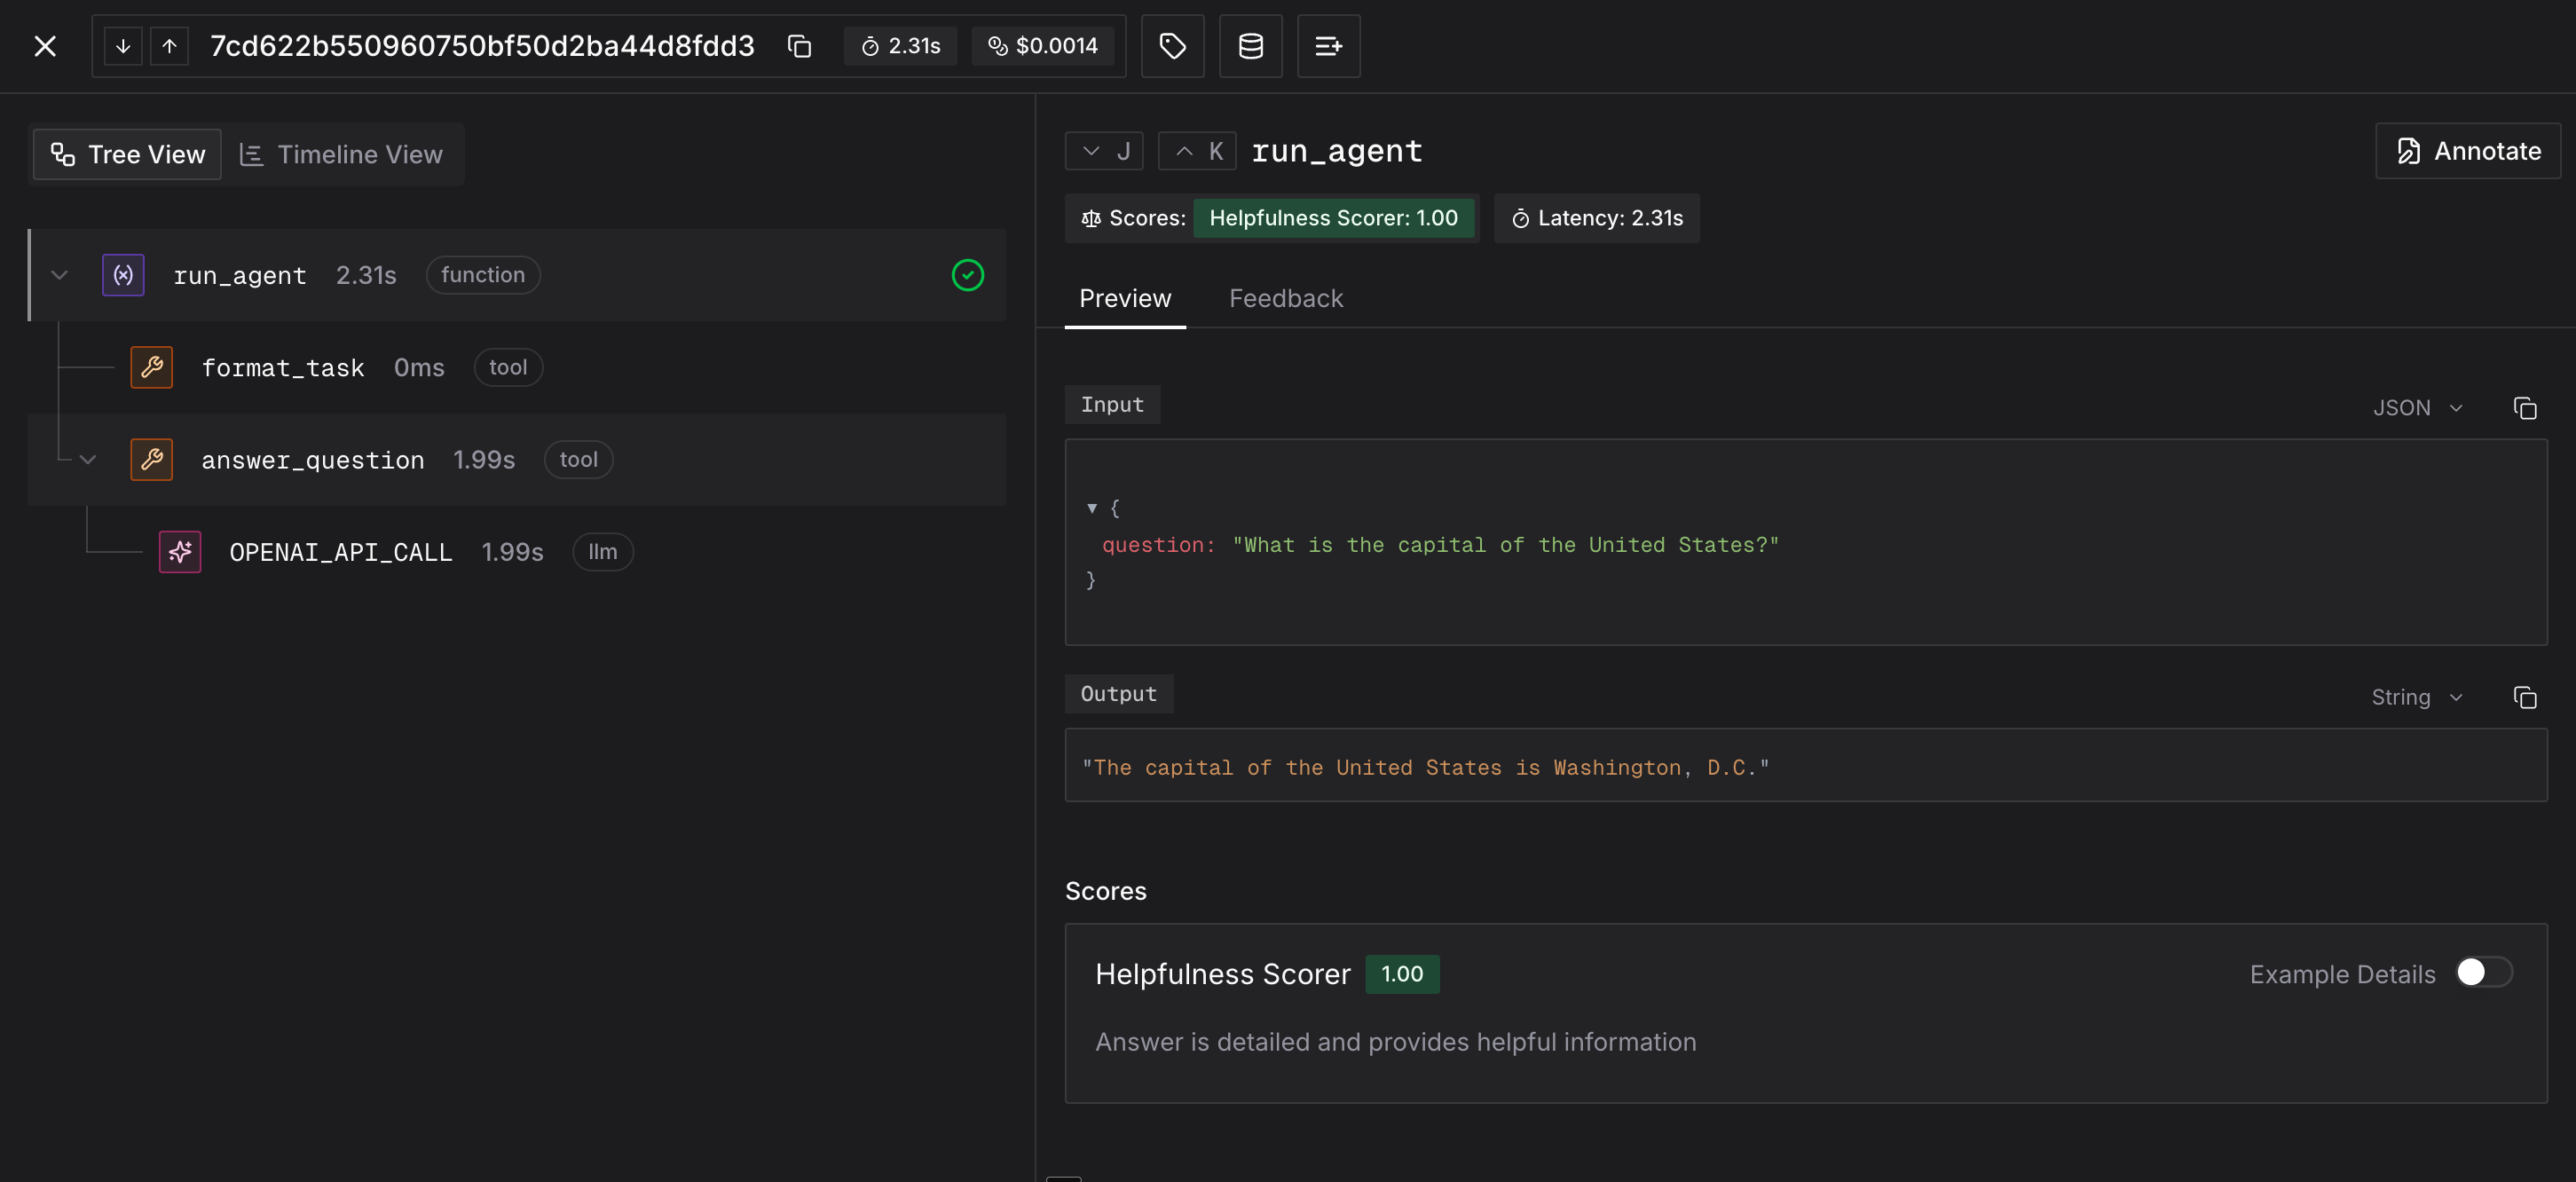 7cd622b550960750bf50d2ba44d8fdd3 2.31s $0.0014
Tree View Timeline View
run_agent 2.31s function
format_task 0ms tool
answer_question 1.99s tool
OPENAI_API_CALL 1.99s llm
J K run_agent Annotate
Scores: Helpfulness Scorer: 1.00 Latency: 2.31s
Preview Feedback
Input JSON
{
question: "What is the capital of the United States?"
}
Output String
"The capital of the United States is Washington, D.C."
Scores
Helpfulness Scorer 1.00 Example Details
Answer is detailed and provides helpful information